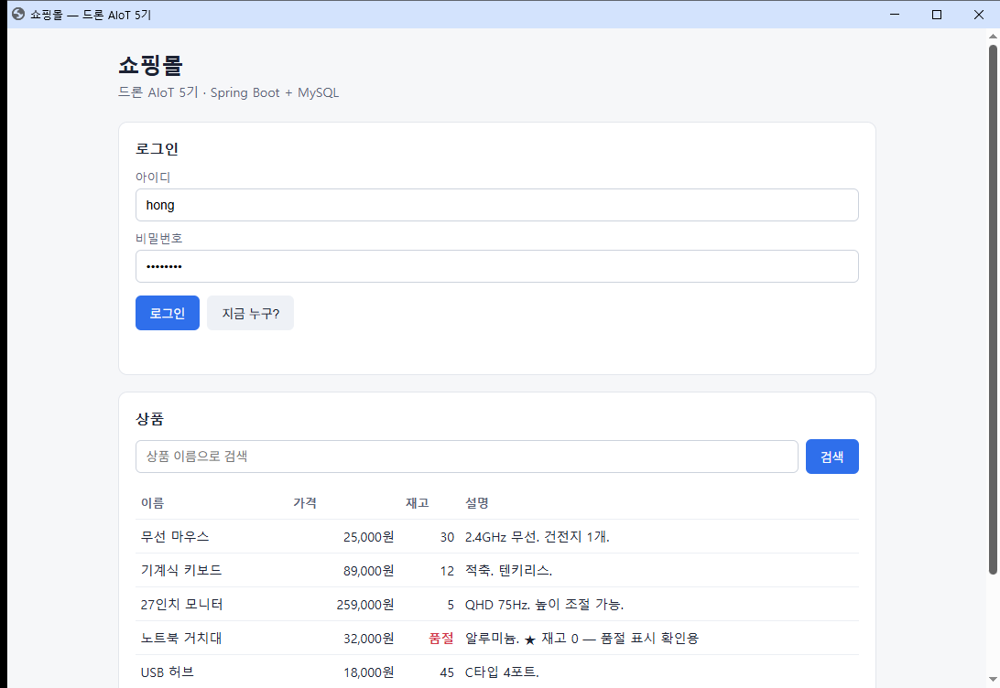 쇼핑몰 — 드론 AIoT 5기
쇼핑몰
드론 AIoT 5기 · Spring Boot + MySQL
로그인
아이디
hong
비밀번호
••••••••
로그인 지금 누구?
상품
상품 이름으로 검색 검색
이름 가격 재고 설명
무선 마우스 25,000원 30 2.4GHz 무선. 건전지 1개.
기계식 키보드 89,000원 12 적축. 텐키리스.
27인치 모니터 259,000원 5 QHD 75Hz. 높이 조절 가능.
노트북 거치대 32,000원 품절 알루미늄. ★ 재고 0 — 품절 표시 확인용
USB 허브 18,000원 45 C타입 4포트.